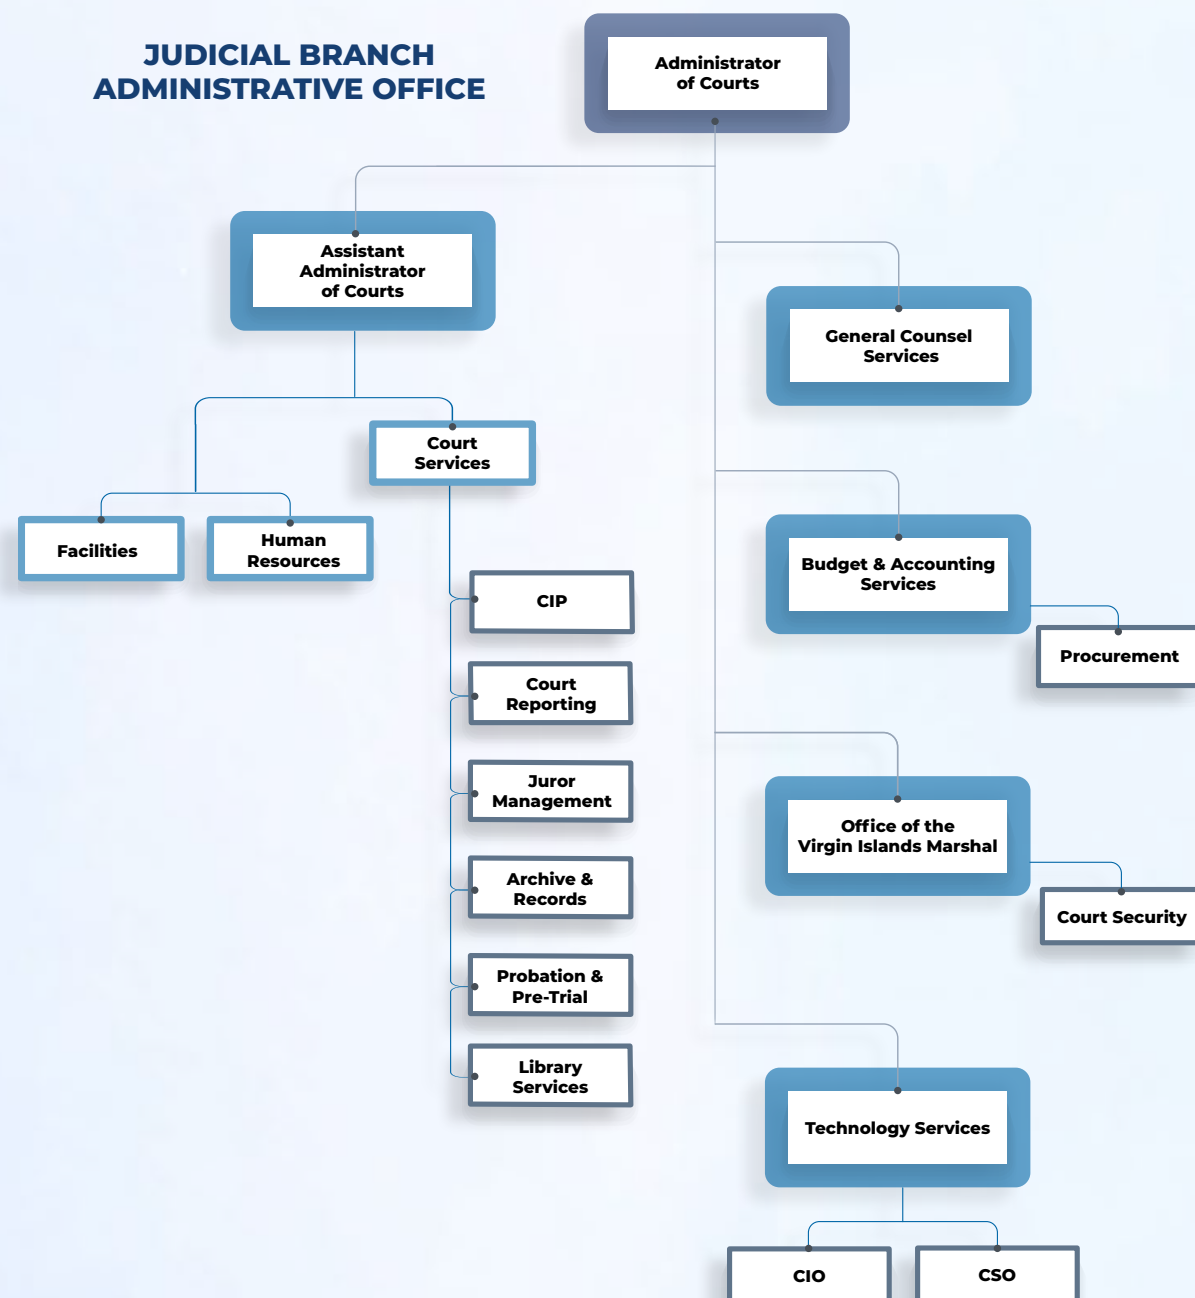 JUDICIAL BRANCH
ADMINISTRATIVE OFFICE
Administrator
of Courts
Assistant
Administrator
of Courts
General Counsel
Services
Court
Services
Facilities
Human
Resources
Budget & Accounting
Services
CIP
Procurement
Court
Reporting
Juror
Management
Office of the
Virgin Islands Marshal
Archive &
Records
Court Security
Probation &
Pre-Trial
Library
Services
Technology Services
CIO
CSO